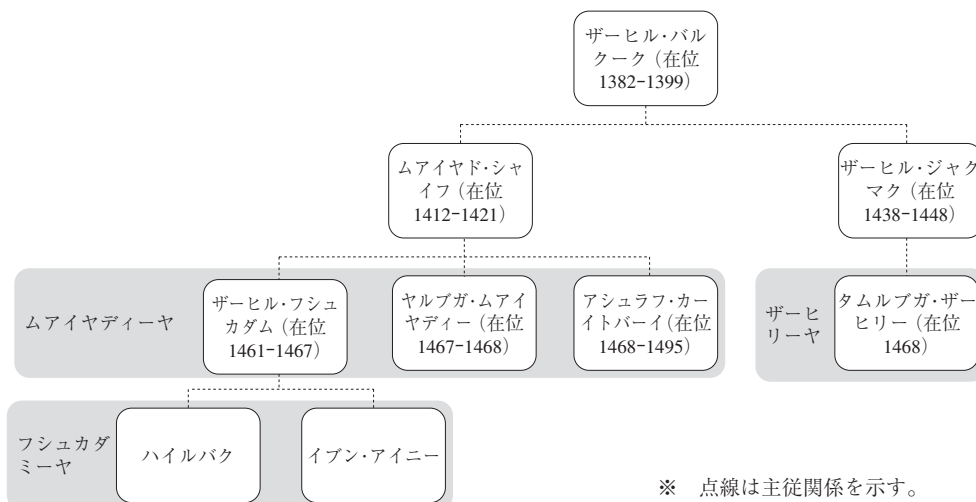 ザーヒル・バル
クーク（在位
1382-1399）
ムアイヤド・シャ
イフ（在位
1412-1421）
ザーヒル・ジャク
マク（在位
1438-1448）
ムアイヤディーヤ
ザーヒル・フシュ
カダム（在位
1461-1467）
ヤルブガ・ムアイ
ヤディー（在位
1467-1468）
アシュラフ・カー
イトバーイ（在位
1468-1495）
ザーヒ
リーヤ
タムルブガ・ザー
ヒリー（在位
1468）
フシュカダ
ミーヤ
ハイルバク
イブン・アイニー
※　点線は主従関係を示す。